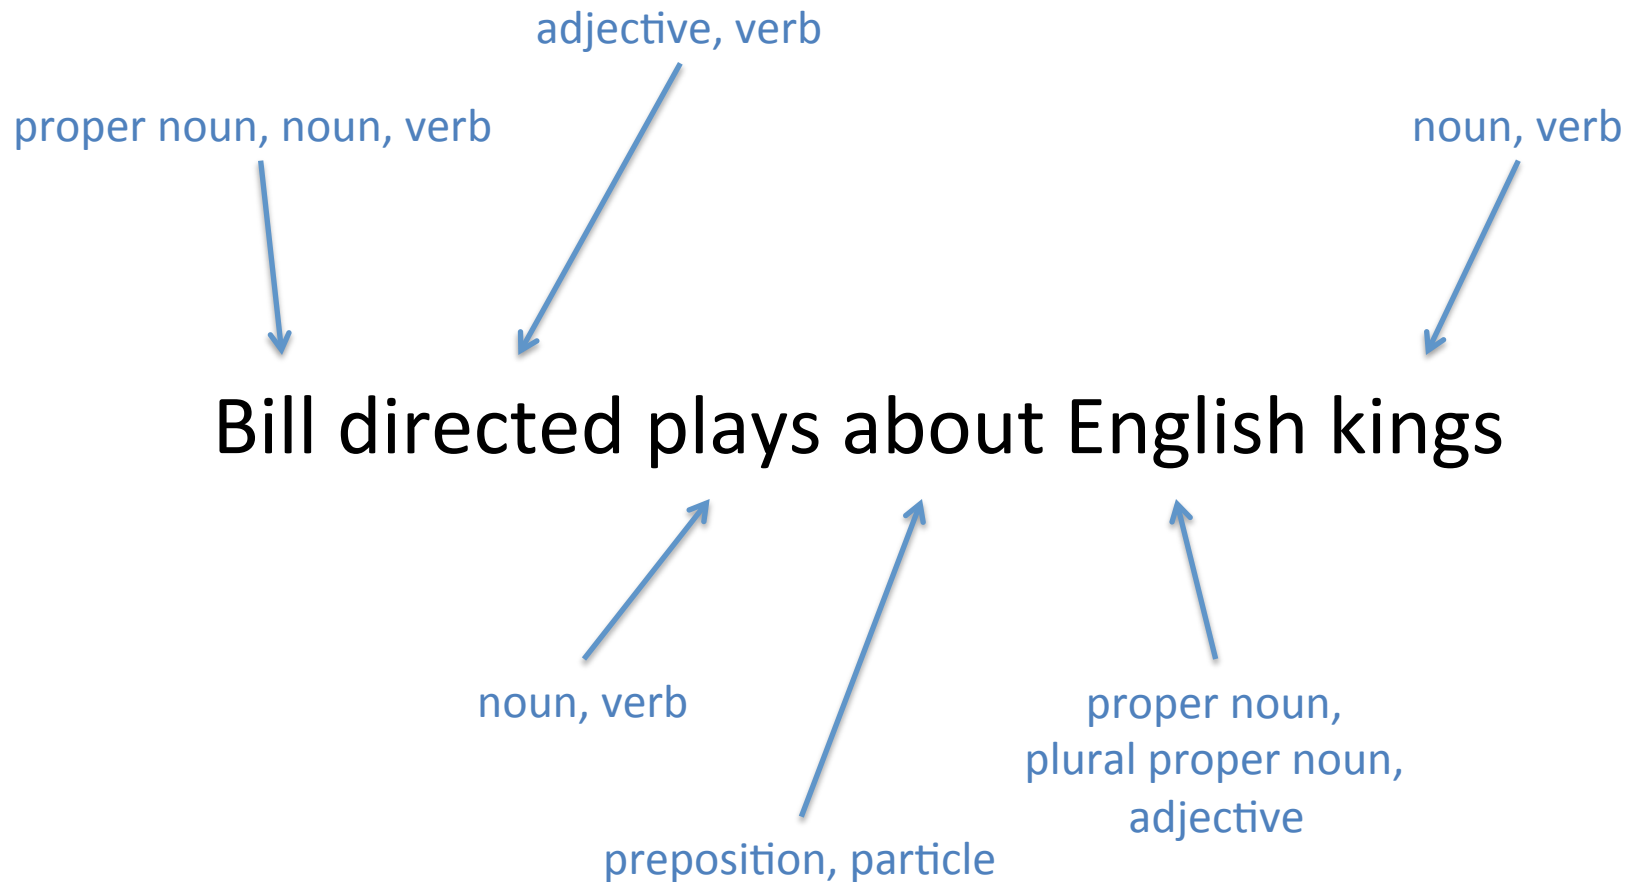 adjective, verb
proper noun, noun, verb
noun, verb
Bill directed plays about English kings
noun, verb
proper noun,
plural proper noun,
adjective
preposition, particle